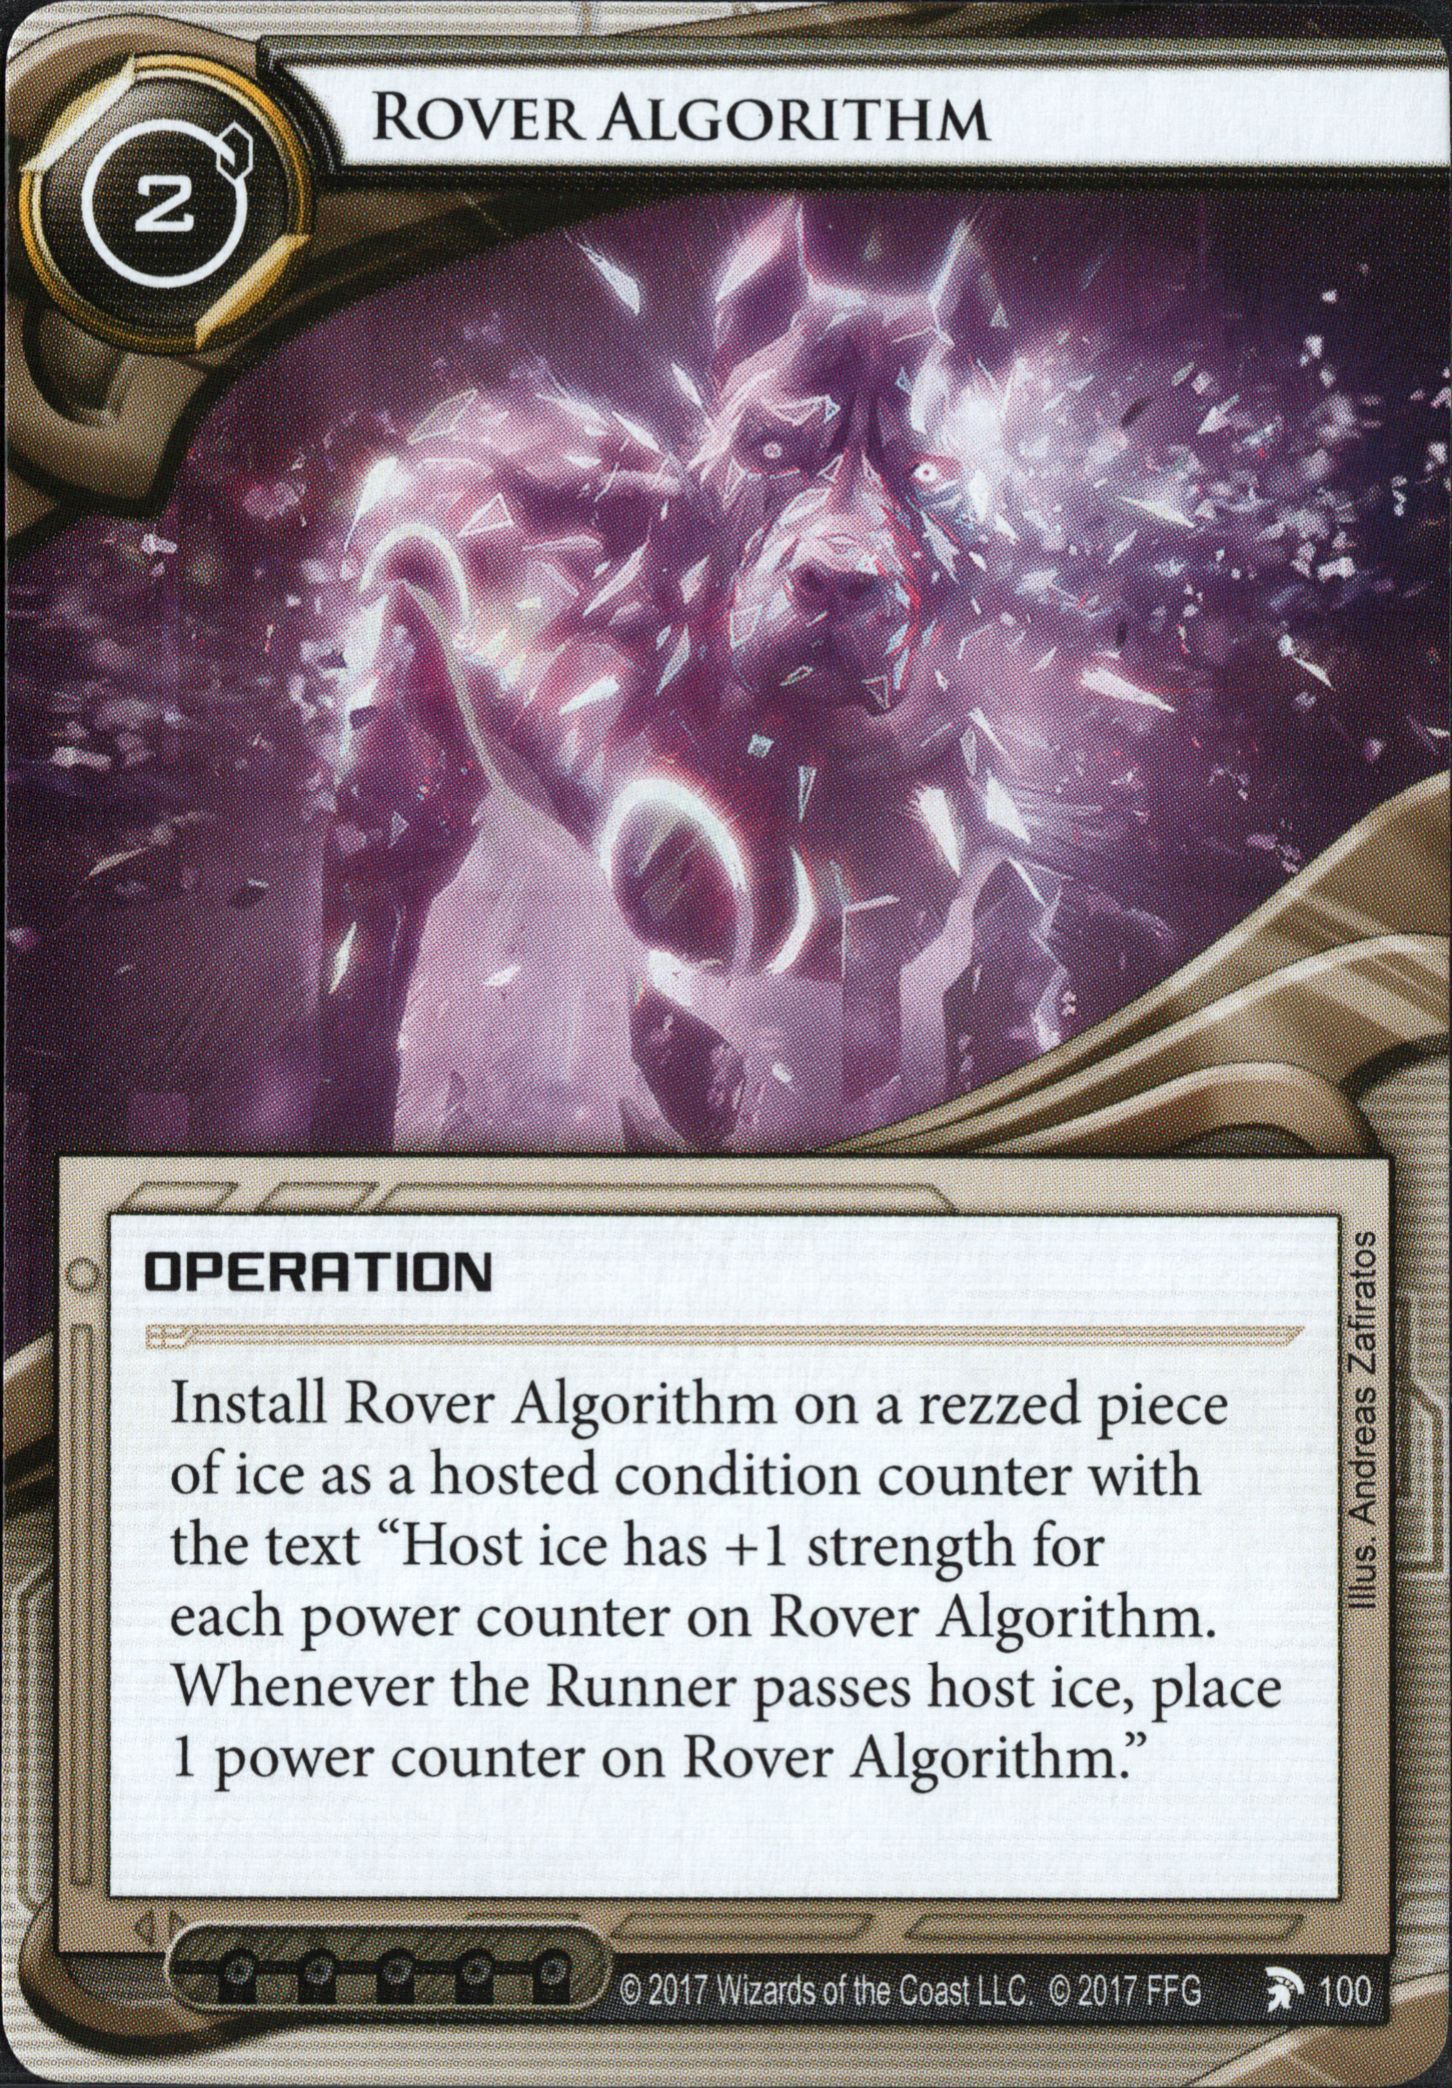 2
ROVER ALGORITHM
OPERATION
Install Rover Algorithm on a rezzed piece
of ice as a hosted condition counter with
the text “Host ice has +1 strength for
each power counter on Rover Algorithm.
Whenever the Runner passes host ice, place
1 power counter on Rover Algorithm.”
Illus. Andreas Zafiratos
© 2017 Wizards of the Coast LLC. © 2017 FFG
100